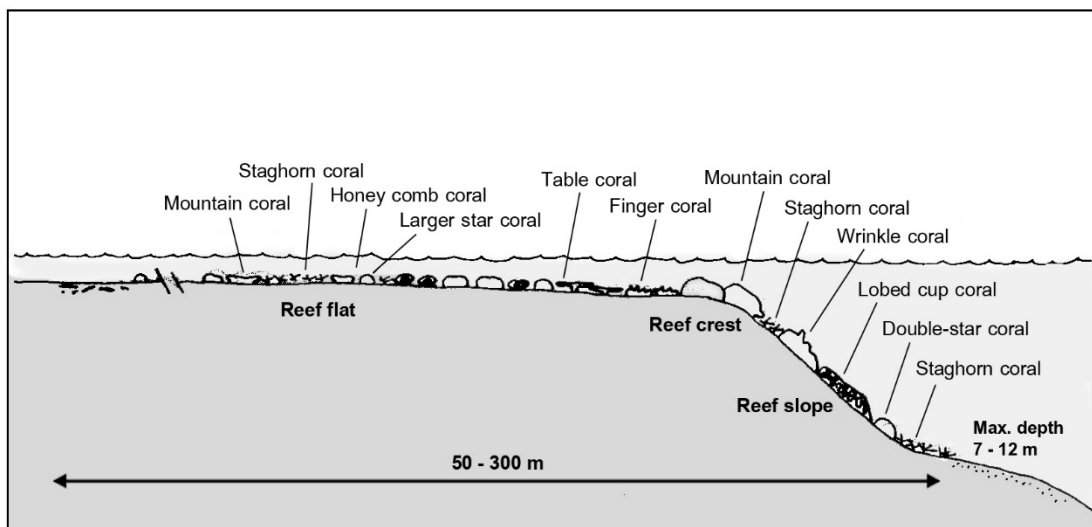 Staghorn coral
Mountain coral
Honey comb coral
Larger star coral
Table coral
Finger coral
Mountain coral
Staghorn coral
Wrinkle coral
Lobed cup coral
Double-star coral
Staghorn coral
Reef flat
Reef crest
Reef slope
Max. depth
7 - 12 m
50 - 300 m